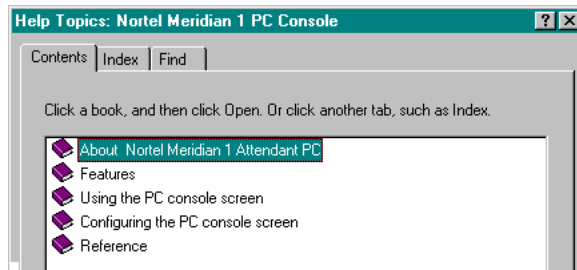 Help Topics: Nortel Meridian 1 PC Console
Contents Index Find
Click a book, and then click Open. Or click another tab, such as Index.
About Nortel Meridian 1 Attendant PC
Features
Using the PC console screen
Configuring the PC console screen
Reference